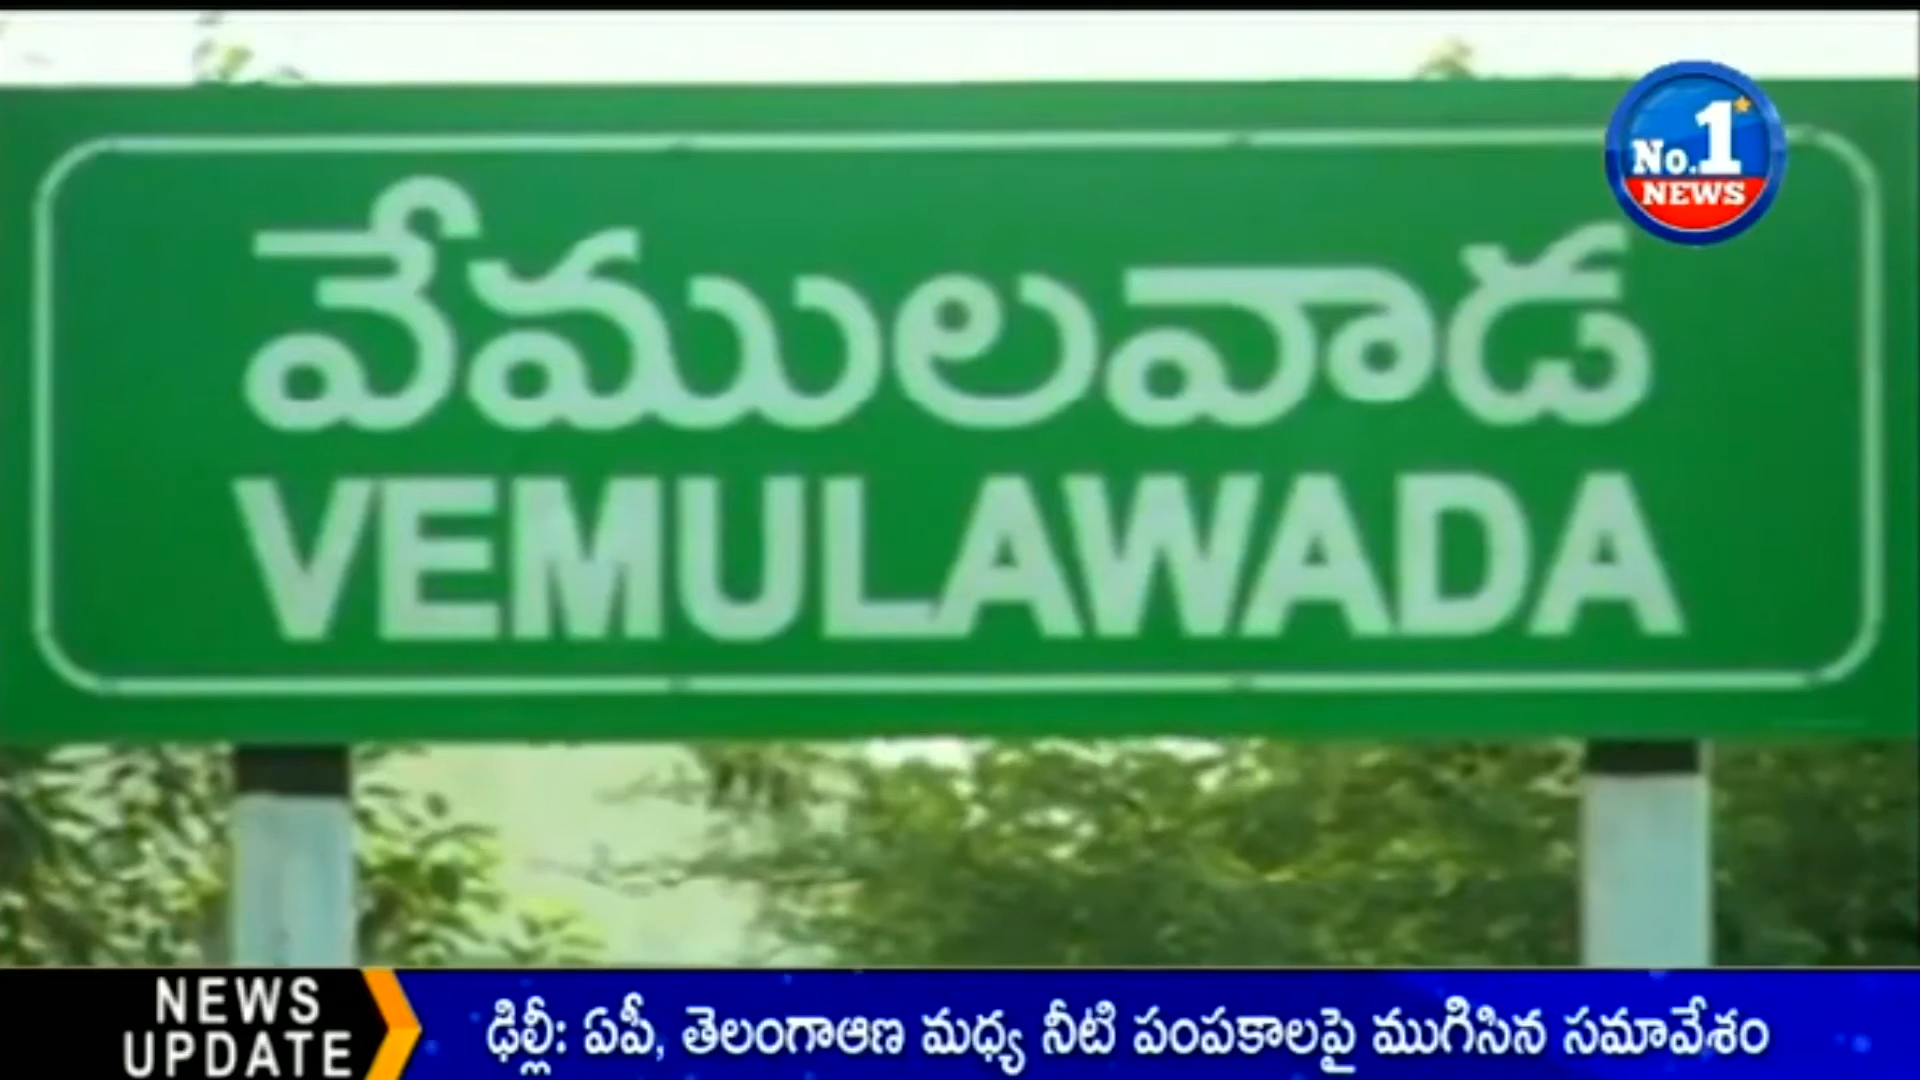 No.1
NEWS
వేములవాడ
VEMULAWADA
NEWS
UPDATE
ఢిల్లీ: ఏపీ, తెలంగాణ మధ్య నీటి పంపకాలపై ముగిసిన సమావేశం